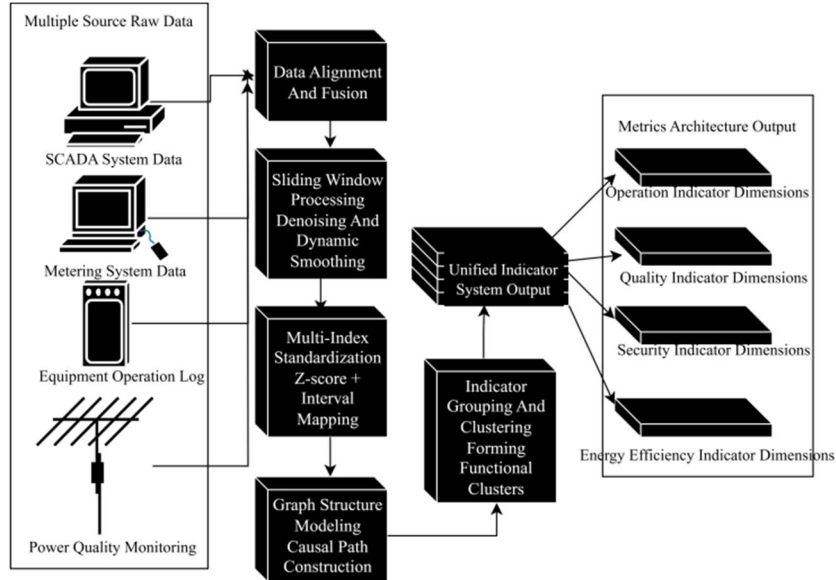 Multiple Source Raw Data
SCADA System Data
Metering System Data
Equipment Operation Log
Power Quality Monitoring
Data Alignment
And Fusion
Sliding Window
Processing
Denoising And
Dynamic
Smoothing
Multi-Index
Standardization
Z-score +
Interval
Mapping
Graph Structure
Modeling
Causal Path
Construction
Indicator
Grouping And
Clustering
Forming
Functional
Clusters
Unified Indicator
System Output
Metrics Architecture Output
Operation Indicator Dimensions
Quality Indicator Dimensions
Security Indicator Dimensions
Energy Efficiency Indicator Dimensions